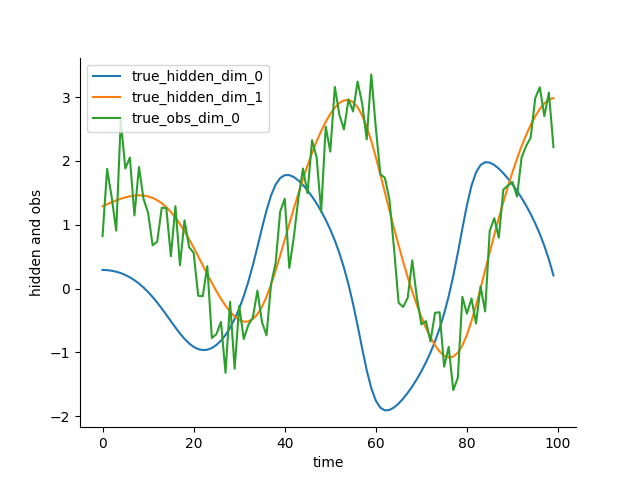 true_hidden_dim_0
true_hidden_dim_1
true_obs_dim_0
hidden and obs
3
2
1
0
−1
−2
0 20 40 60 80 100
time